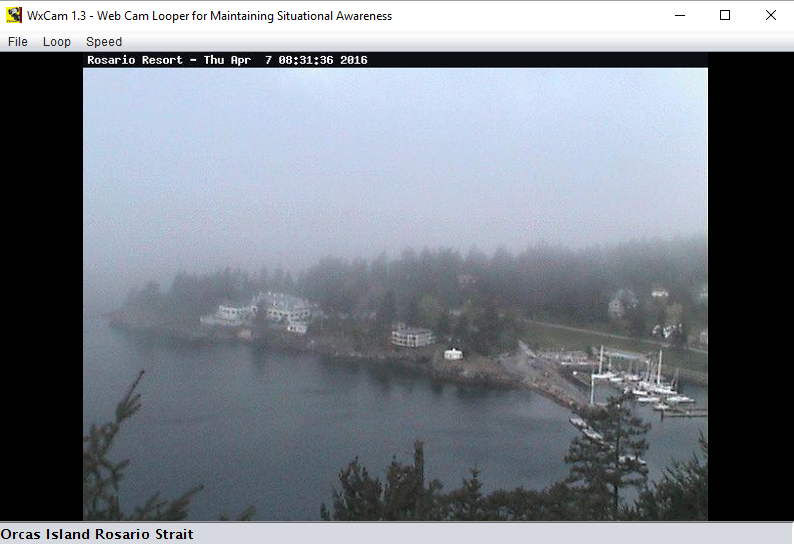 WxCam 1.3 - Web Cam Looper for Maintaining Situational Awareness
File Loop Speed
Rosario Resort - Thu Apr 7 08:31:36 2016
Orcas Island Rosario Strait